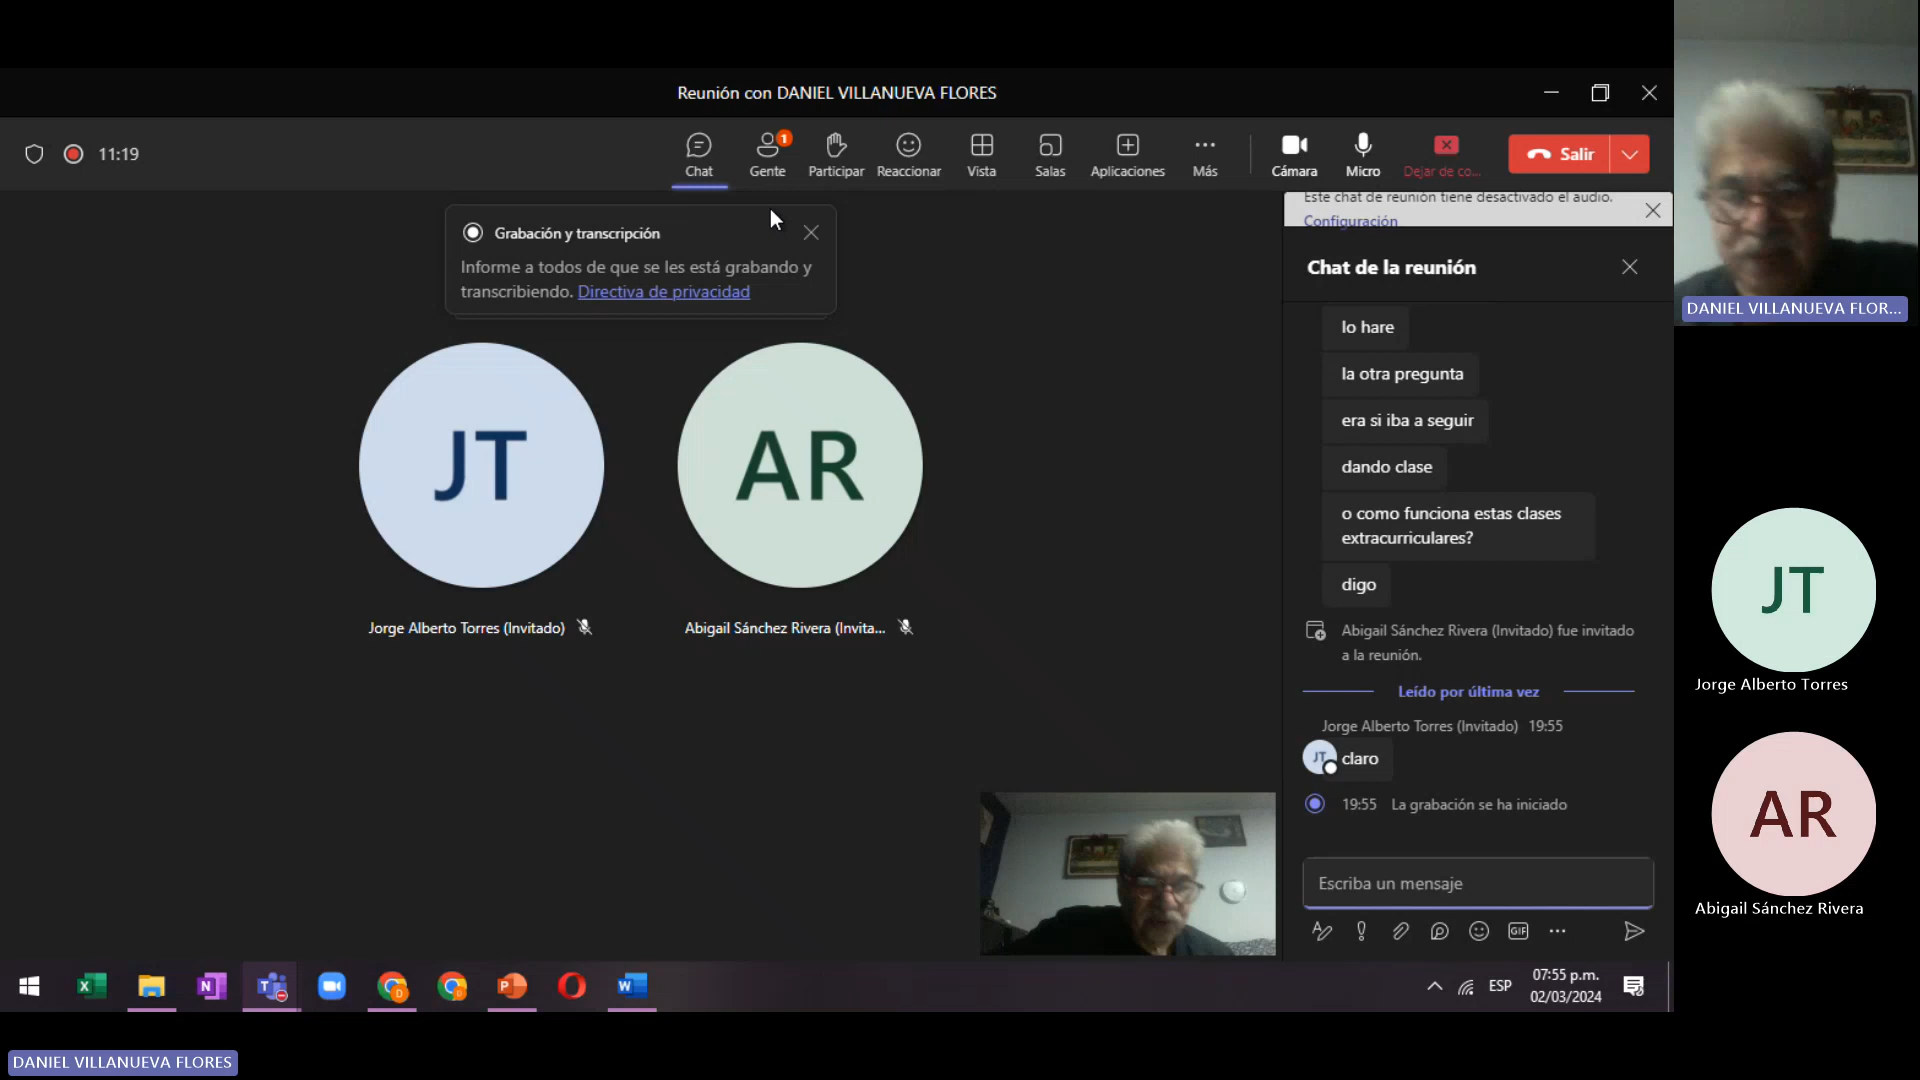 Reunión con DANIEL VILLANUEVA FLORES
11:19
Chat
Gente
1
Participar
Reaccionar
Vista
Salas
Aplicaciones
Más
Cámara
Micro
Dejar de co...
Salir
Grabación y transcripción
Informe a todos de que se les está grabando y
transcribiendo. Directiva de privacidad
JT
Jorge Alberto Torres (Invitado)
AR
Abigail Sánchez Rivera (Invita...
Este chat de reunión tiene desactivado el audio.
Configuración
Chat de la reunión
lo hare
la otra pregunta
era si iba a seguir
dando clase
o como funciona estas clases
extracurriculares?
digo
Abigail Sánchez Rivera (Invitado) fue invitado
a la reunión.
Leído por última vez
Jorge Alberto Torres (Invitado) 19:55
JT
claro
19:55 La grabación se ha iniciado
Escriba un mensaje
GIF
ESP
07:55 p.m.
02/03/2024
DANIEL VILLANUEVA FLOR...
JT
Jorge Alberto Torres
AR
Abigail Sánchez Rivera
DANIEL VILLANUEVA FLORES